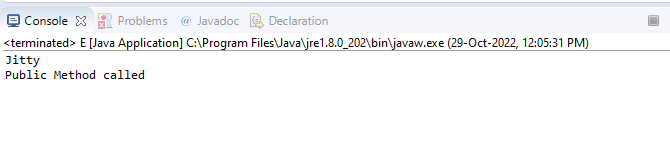 Console Problems @ Javadoc Declaration
<terminated> E [Java Application] C:\Program Files\Java\jre1.8.0_202\bin\javaw.exe (29-Oct-2022, 12:05:31 PM)
Jitty
Public Method called